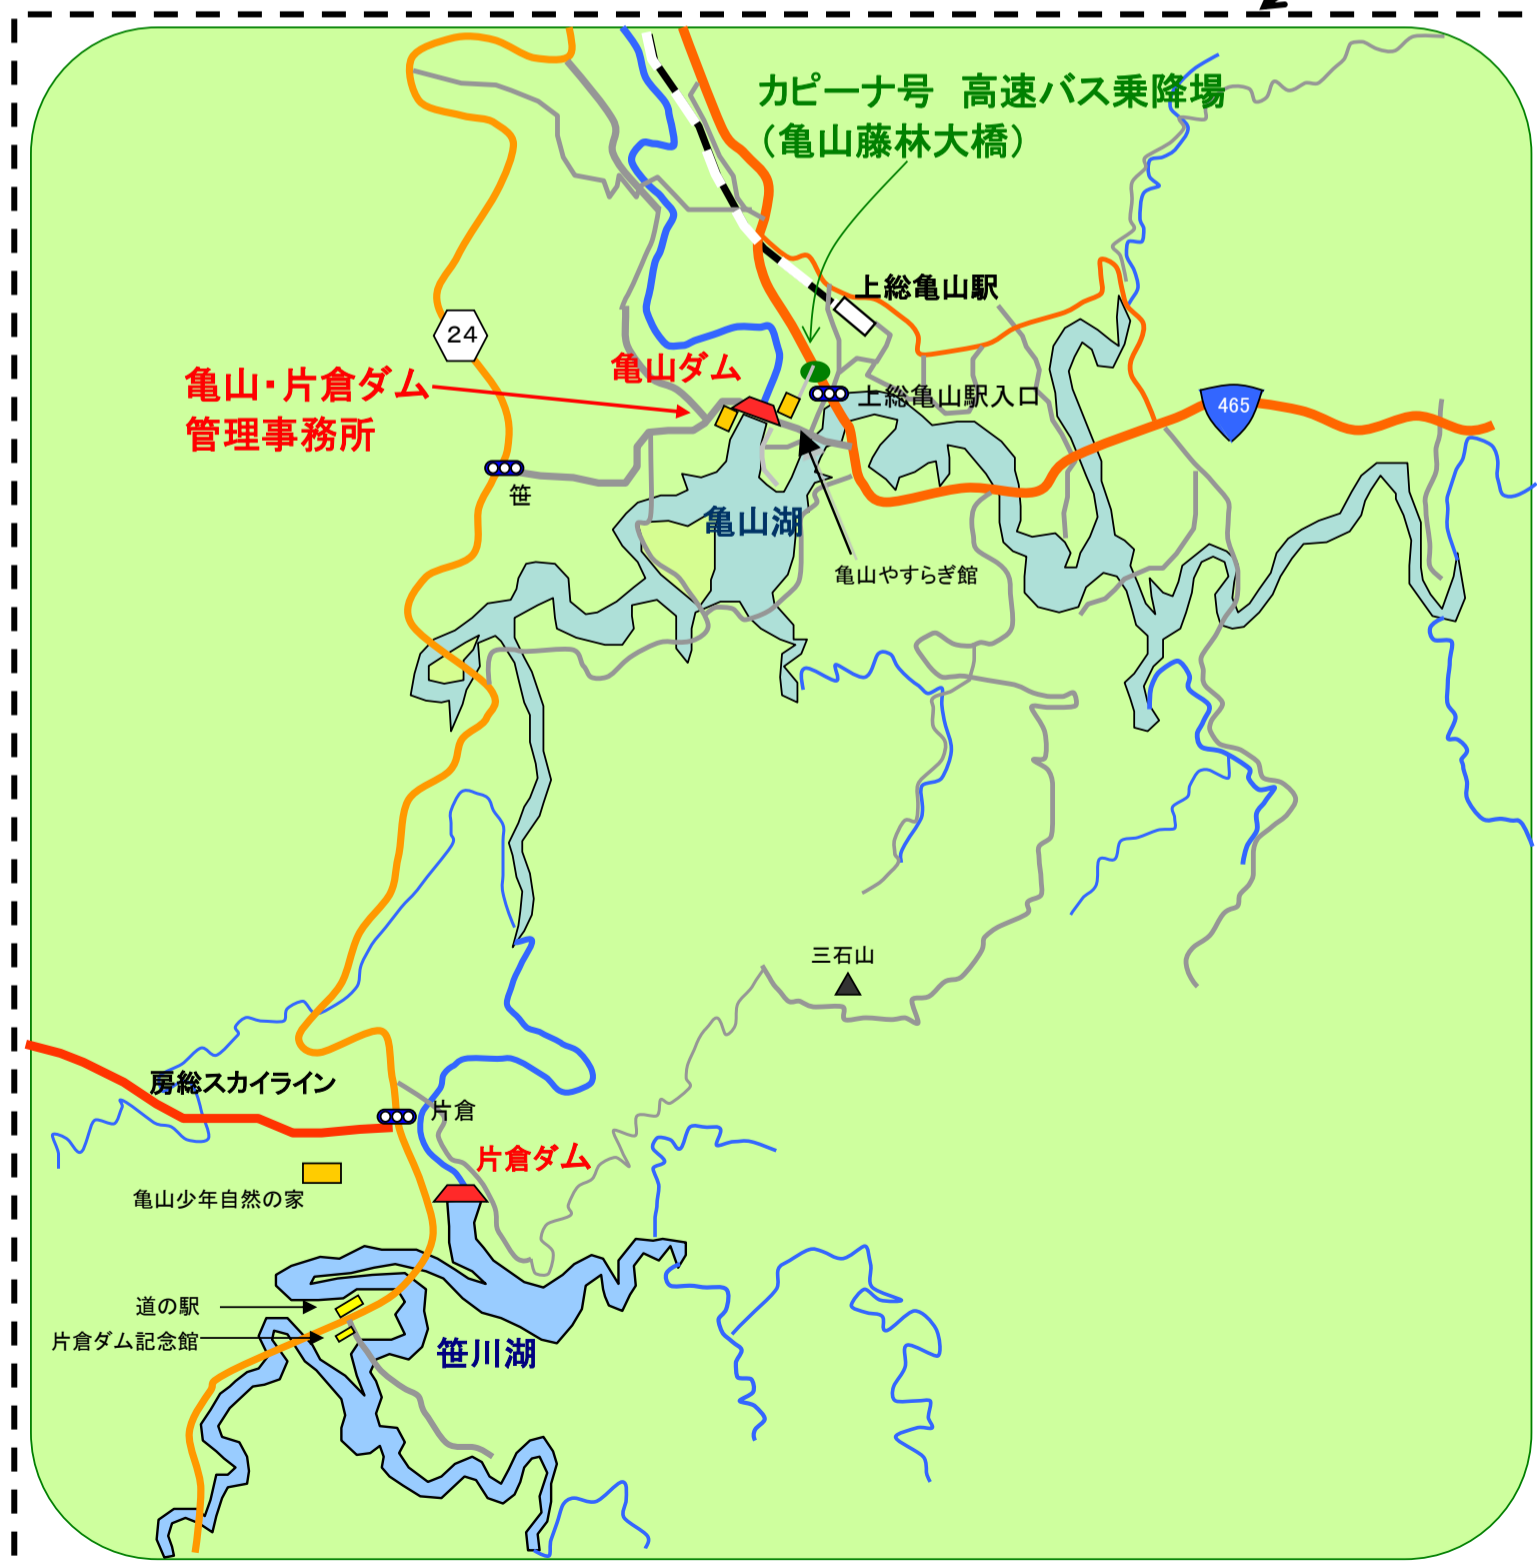 カピーナ号 高速バス乗降場
（亀山藤林大橋）
上総亀山駅
24
亀山ダム
亀山・片倉ダム
管理事務所
上総亀山駅入口
465
笹
亀山湖
亀山やすらぎ館
三石山
房総スカイライン
片倉
片倉ダム
亀山少年自然の家
道の駅
片倉ダム記念館
笹川湖